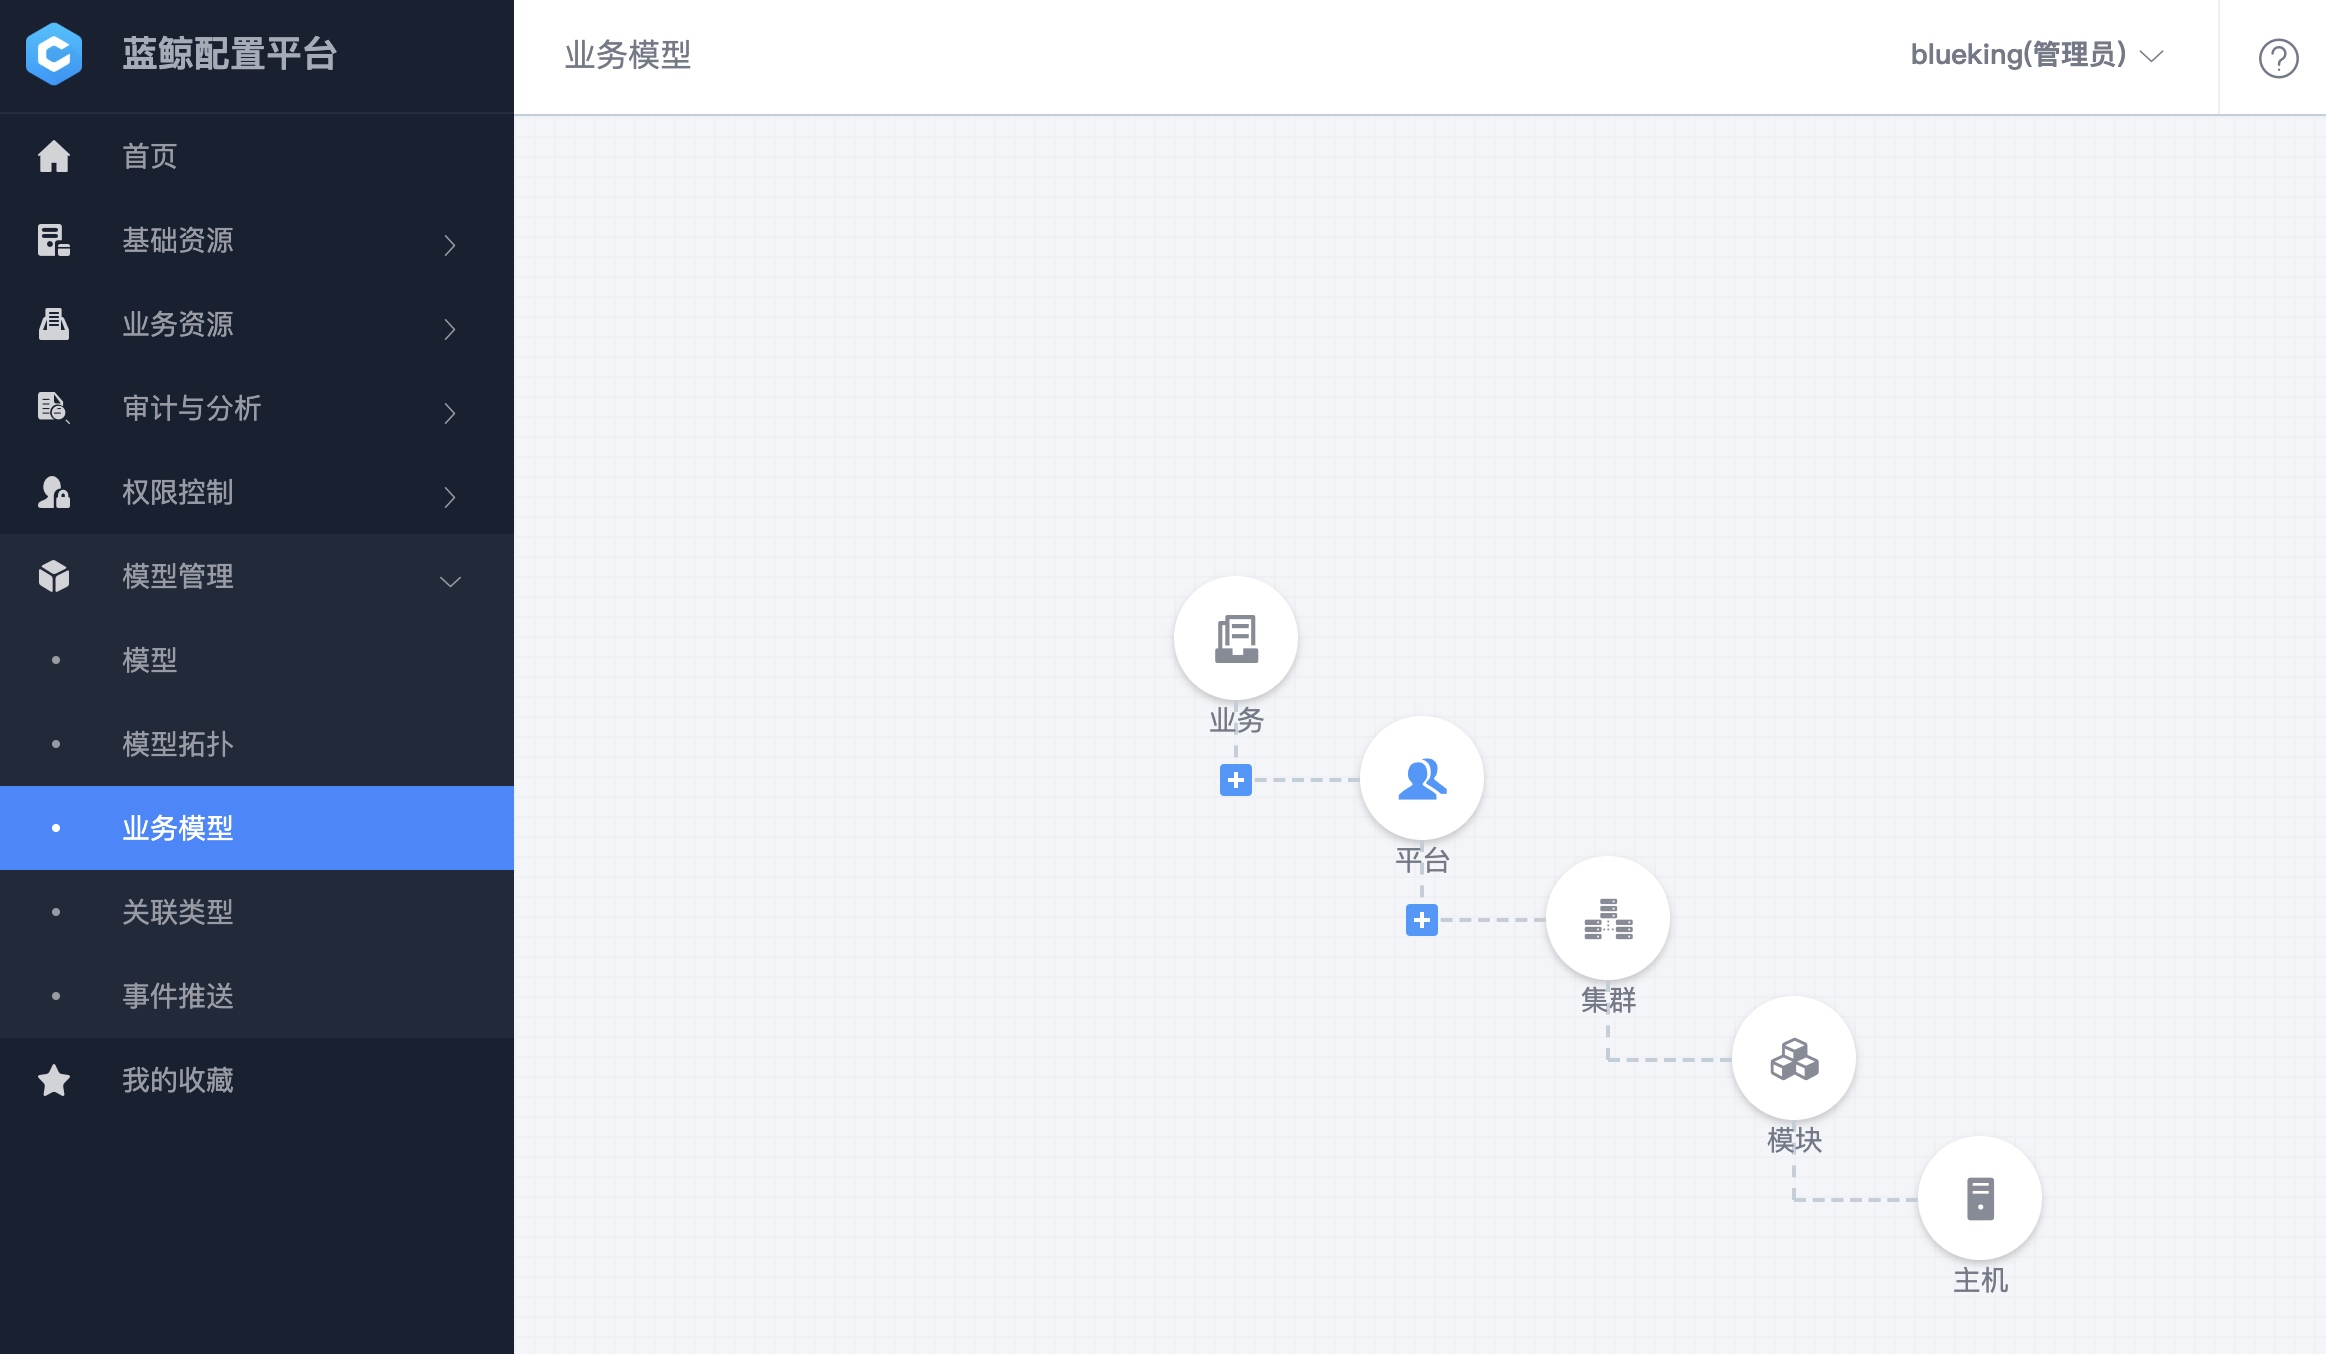 蓝鲸配置平台
首页
基础资源
业务资源
审计与分析
权限控制
模型管理
模型
模型拓扑
业务模型
关联类型
事件推送
我的收藏
业务模型
blueking(管理员)
业务
平台
集群
模块
主机